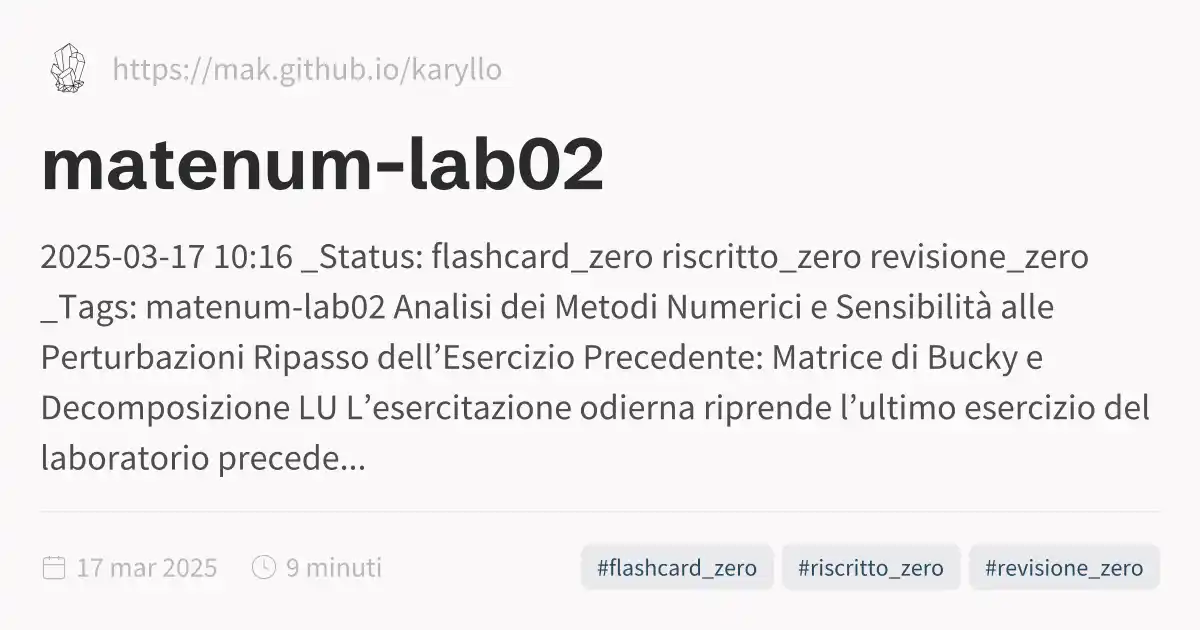 https://mak.github.io/karyllo
matenum-lab02
2025-03-17 10:16 _Status: flashcard_zero riscritto_zero revisione_zero
_Tags: matenum-lab02 Analisi dei Metodi Numerici e Sensibilità alle
Perturbazioni Ripasso dell’Esercizio Precedente: Matrice di Bucky e
Decomposizione LU L’esercitazione odierna riprende l’ultimo esercizio del
laboratorio precede...
17 mar 2025 9 minuti #flashcard_zero #riscritto_zero #revisione_zero